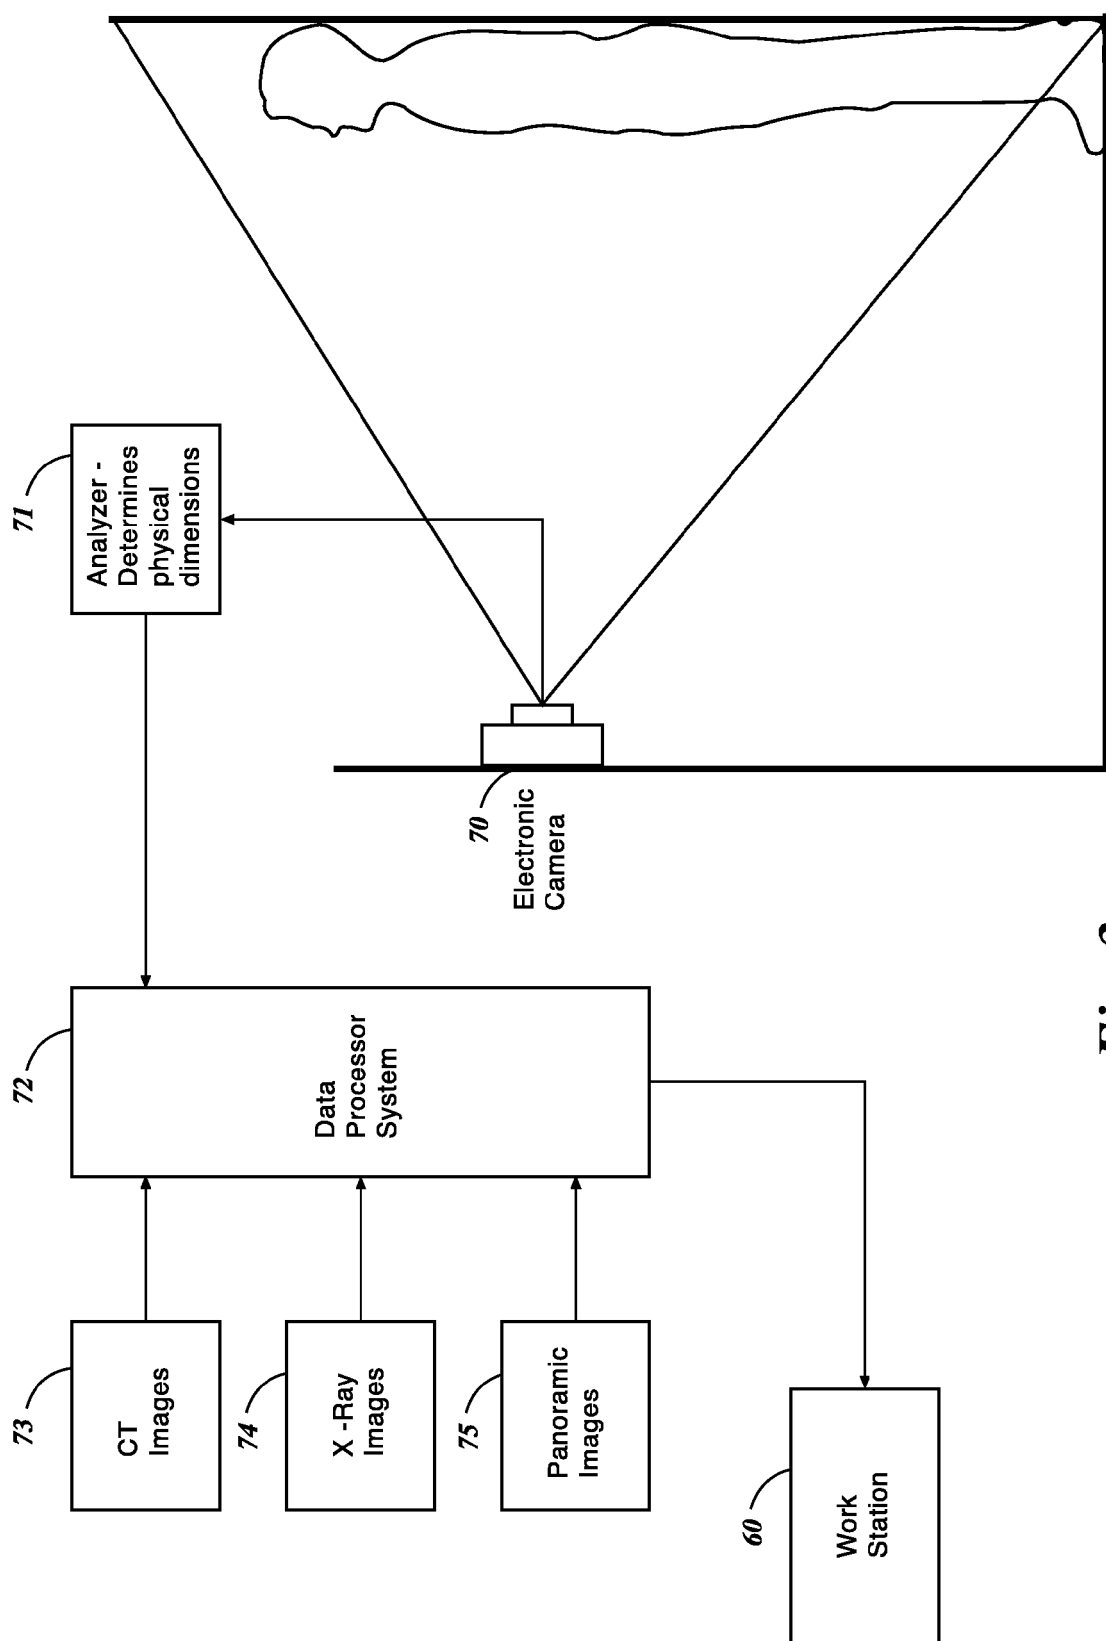 73
CT
Images
74
X -Ray
Images
75
Panoramic
Images
72
Data
Processor
System
71
Analyzer -
Determines
physical
dimensions
70
Electronic
Camera
60
Work
Station